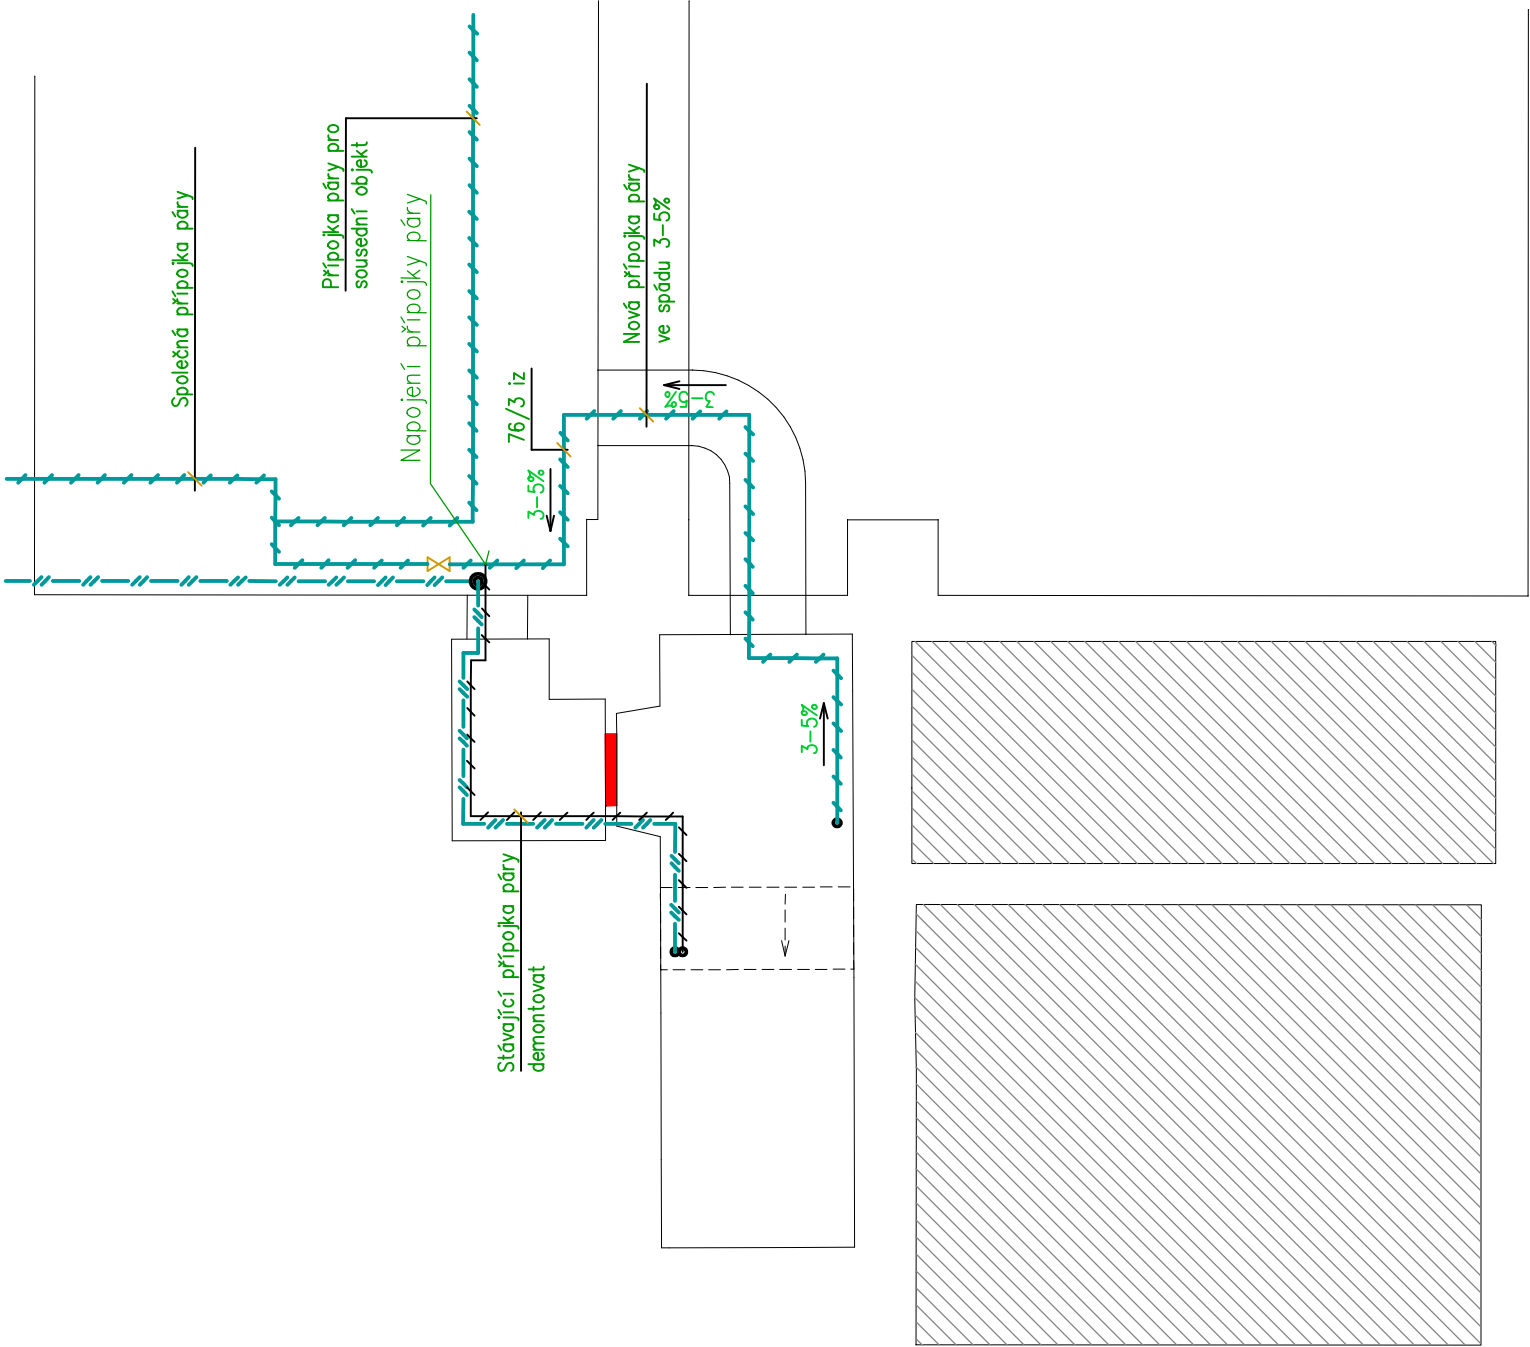 Společná přípojka páry
Přípojka páry pro
sousední objekt
Napojení přípojky páry
76/3 iz
3-5%
Nová přípojka páry
ve spádu 3-5%
3-5%
3-5%
Stávající přípojka páry
demontovat